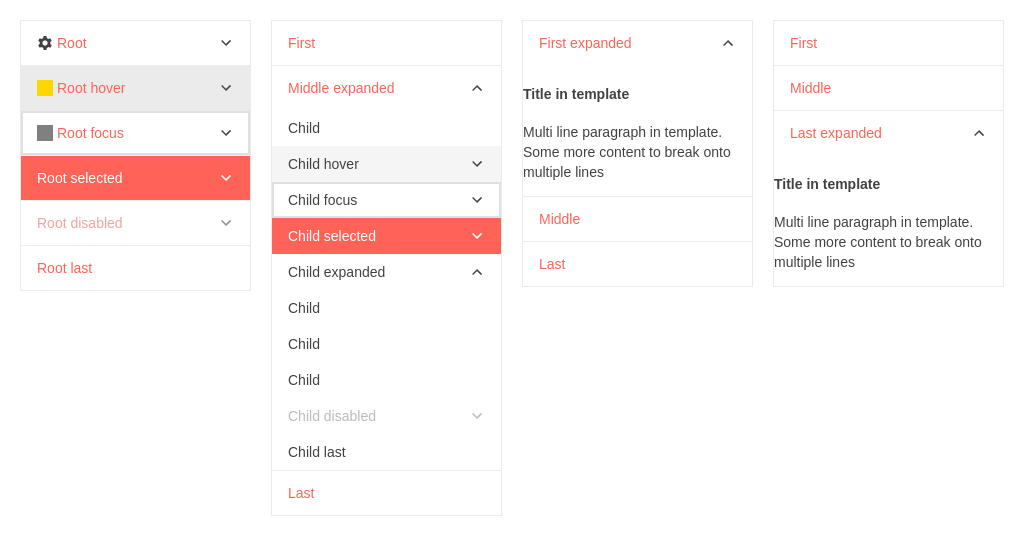 Root
Root hover
Root focus
Root selected
Root disabled
Root last
First
Middle expanded
Child
Child hover
Child focus
Child selected
Child expanded
Child
Child
Child
Child disabled
Child last
Last
First expanded
Title in template
Multi line paragraph in template.
Some more content to break onto
multiple lines
Middle
Last
First
Middle
Last expanded
Title in template
Multi line paragraph in template.
Some more content to break onto
multiple lines